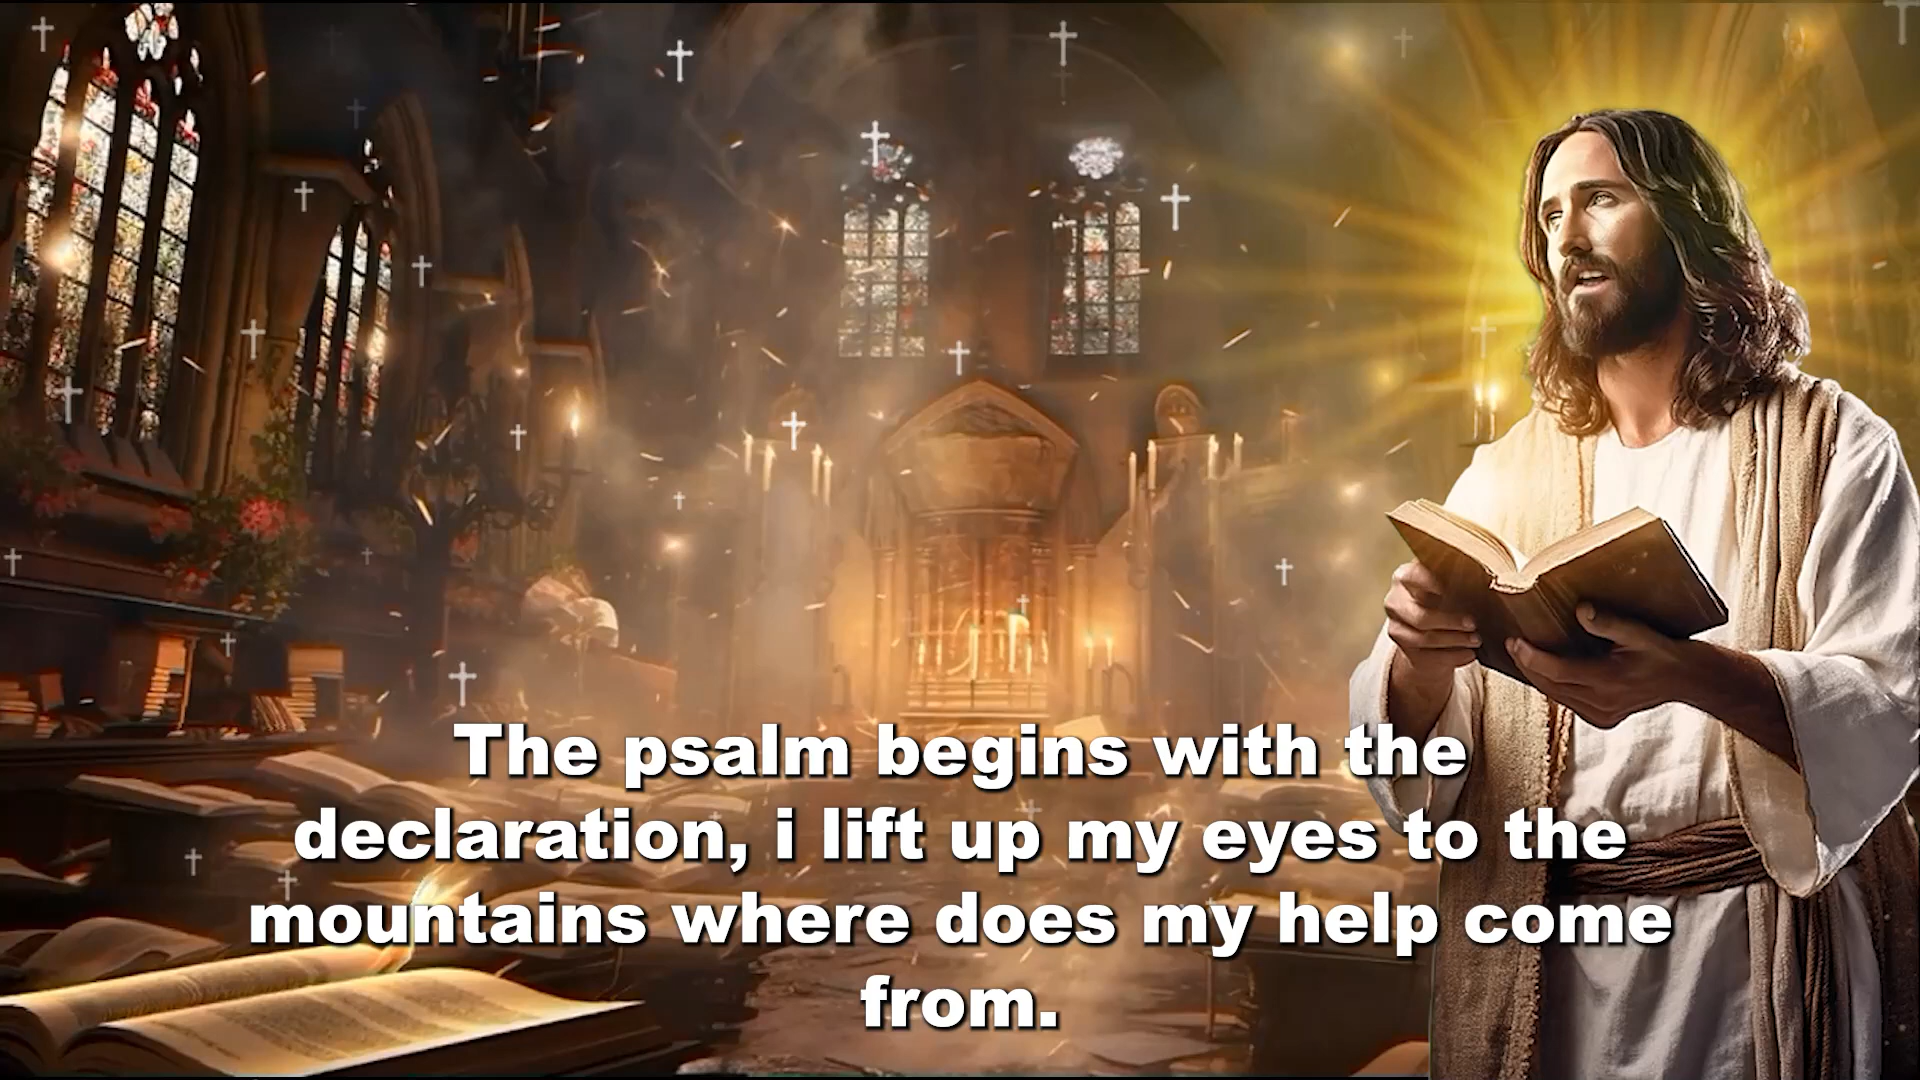 The psalm begins with the
declaration, i lift up my eyes to the
mountains where does my help come
from.